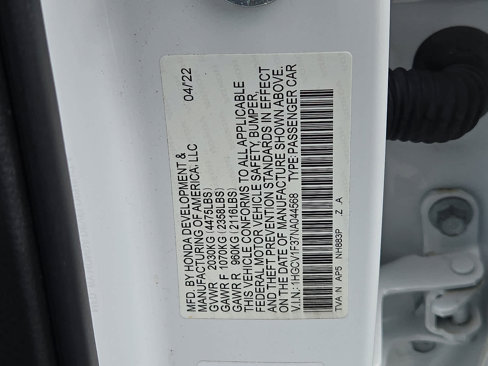 MFD. BY HONDA DEVELOPMENT & 04/22
MANUFACTURING OF AMERICA, LLC
GVWR 2030KG (4475LBS)
GAWR F 1070KG (2358LBS)
GAWR R 960KG (2116LBS)
THIS VEHICLE CONFORMS TO ALL APPLICABLE
FEDERAL MOTOR VEHICLE SAFETY, BUMPER,
AND THEFT PREVENTION STANDARDS IN EFFECT
ON THE DATE OF MANUFACTURE SHOWN ABOVE.
V.I.N.: 1HGCV1F37NA044568 TYPE:PASSENGER CAR
TVA N AP5 NH883P Z A